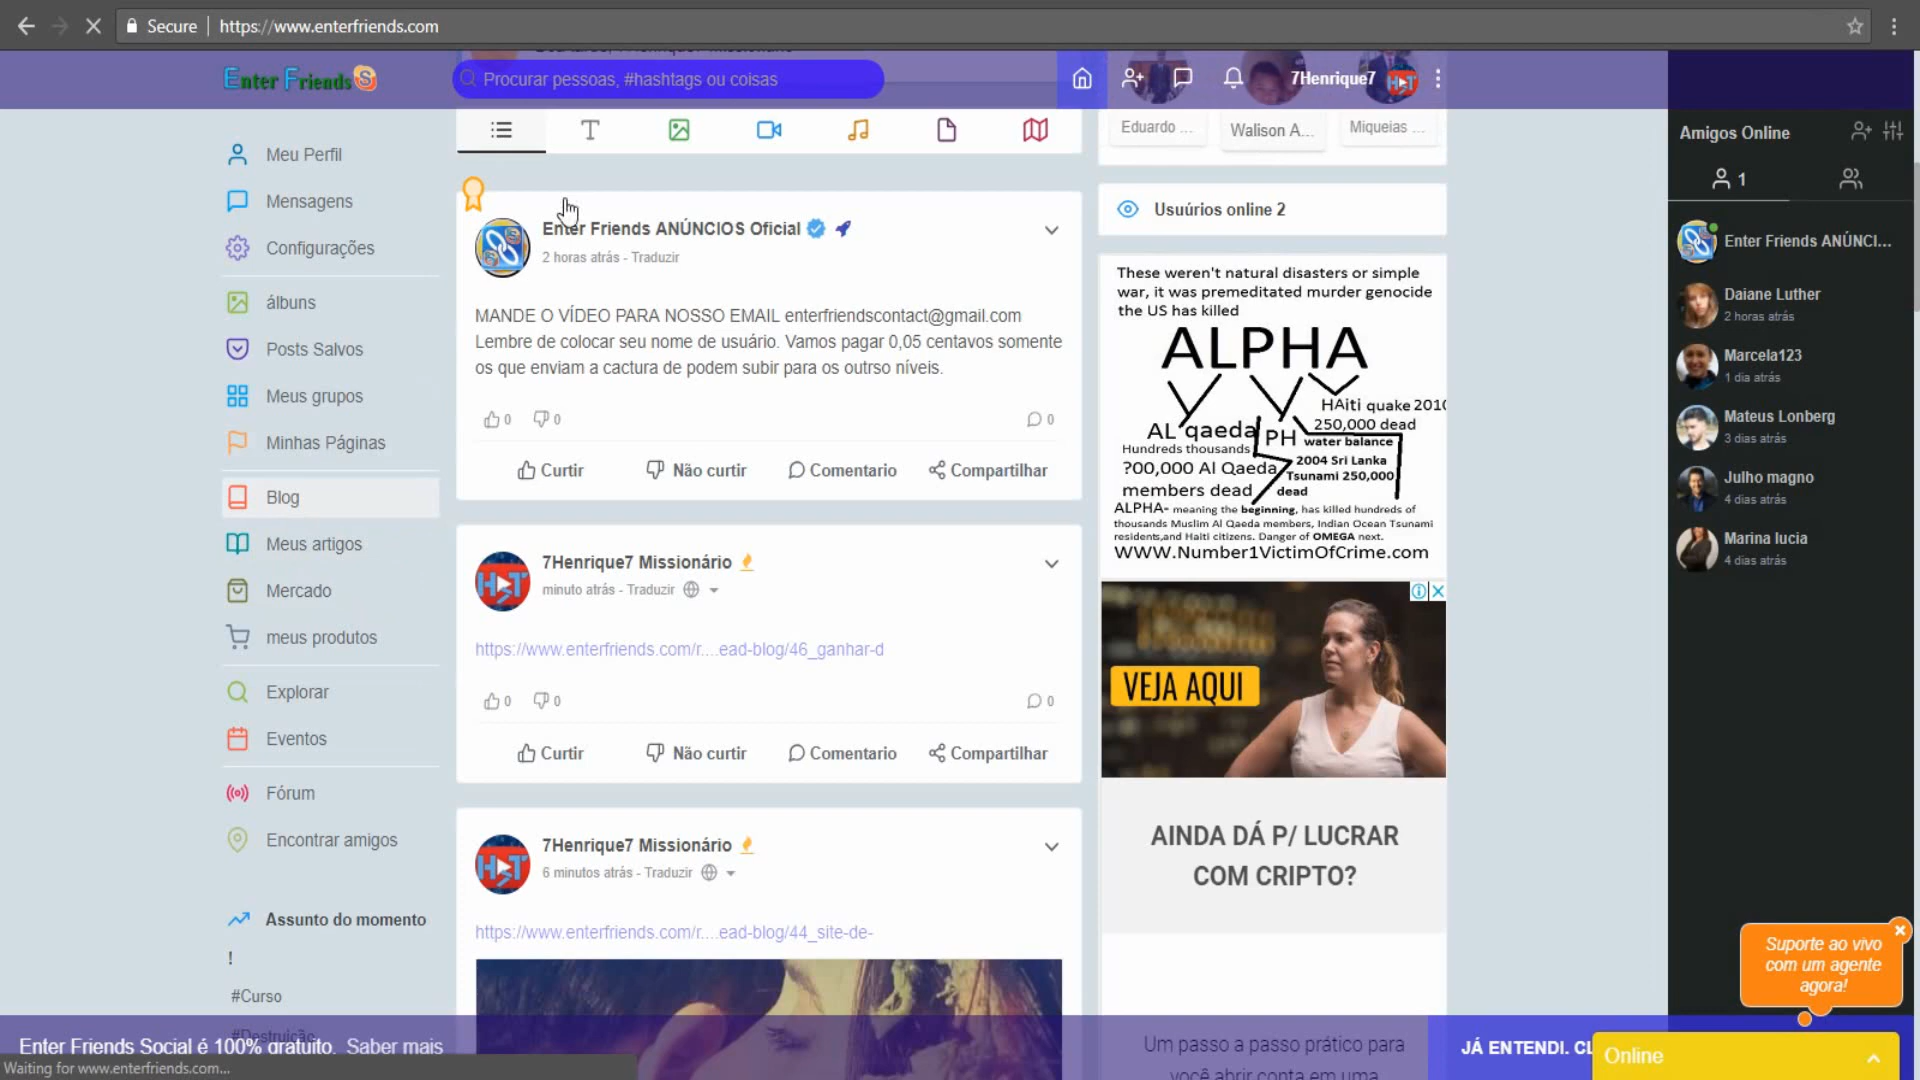 Secure
https://www.enterfriends.com
Enter Friends
Procurar pessoas, #hashtags ou coisas
7Henrique7
Meu Perfil
Mensagens
Configurações
álbuns
Posts Salvos
Meus grupos
Minhas Páginas
Blog
Meus artigos
Mercado
meus produtos
Explorar
Eventos
Fórum
Encontrar amigos
Assunto do momento
!
#Curso
#Destruição
Enter Friends ANÚNCIOS Oficial
2 horas atrás - Traduzir
MANDE O VÍDEO PARA NOSSO EMAIL enterfriendscontact@gmail.com
Lembre de colocar seu nome de usuário. Vamos pagar 0,05 centavos somente
os que enviam a cactura de podem subir para os outrso níveis.
0 0 0
Curtir Não curtir Comentario Compartilhar
7Henrique7 Missionário
minuto atrás - Traduzir
https://www.enterfriends.com/r....ead-blog/46_ganhar-d
0 0 0
Curtir Não curtir Comentario Compartilhar
7Henrique7 Missionário
6 minutos atrás - Traduzir
https://www.enterfriends.com/r....ead-blog/44_site-de-
Eduardo ... Walison A... Miqueias ...
Usuúrios online 2
These weren't natural disasters or simple
war, it was premeditated murder genocide
the US has killed
ALPHA
HAiti quake 2010
250,000 dead
AL qaeda PH water balance
Hundreds thousands
?00,000 Al Qaeda
members dead
2004 Sri Lanka
Tsunami 250,000
dead
ALPHA- meaning the beginning, has killed hundreds of
thousands Muslim Al Qaeda members, Indian Ocean Tsunami
residents,and Haiti citizens. Danger of OMEGA next.
WWW.Number1VictimOfCrime.com
VEJA AQUI
AINDA DÁ P/ LUCRAR
COM CRIPTO?
Um passo a passo prático para
você abrir conta em uma
Amigos Online
1
Enter Friends ANÚNCI...
Daiane Luther
2 horas atrás
Marcela123
1 dia atrás
Mateus Lonberg
3 dias atrás
Julho magno
4 dias atrás
Marina lucia
4 dias atrás
Suporte ao vivo
com um agente
agora!
Enter Friends Social é 100% gratuito. Saber mais
JÁ ENTENDI. CL
Online
Waiting for www.enterfriends.com...